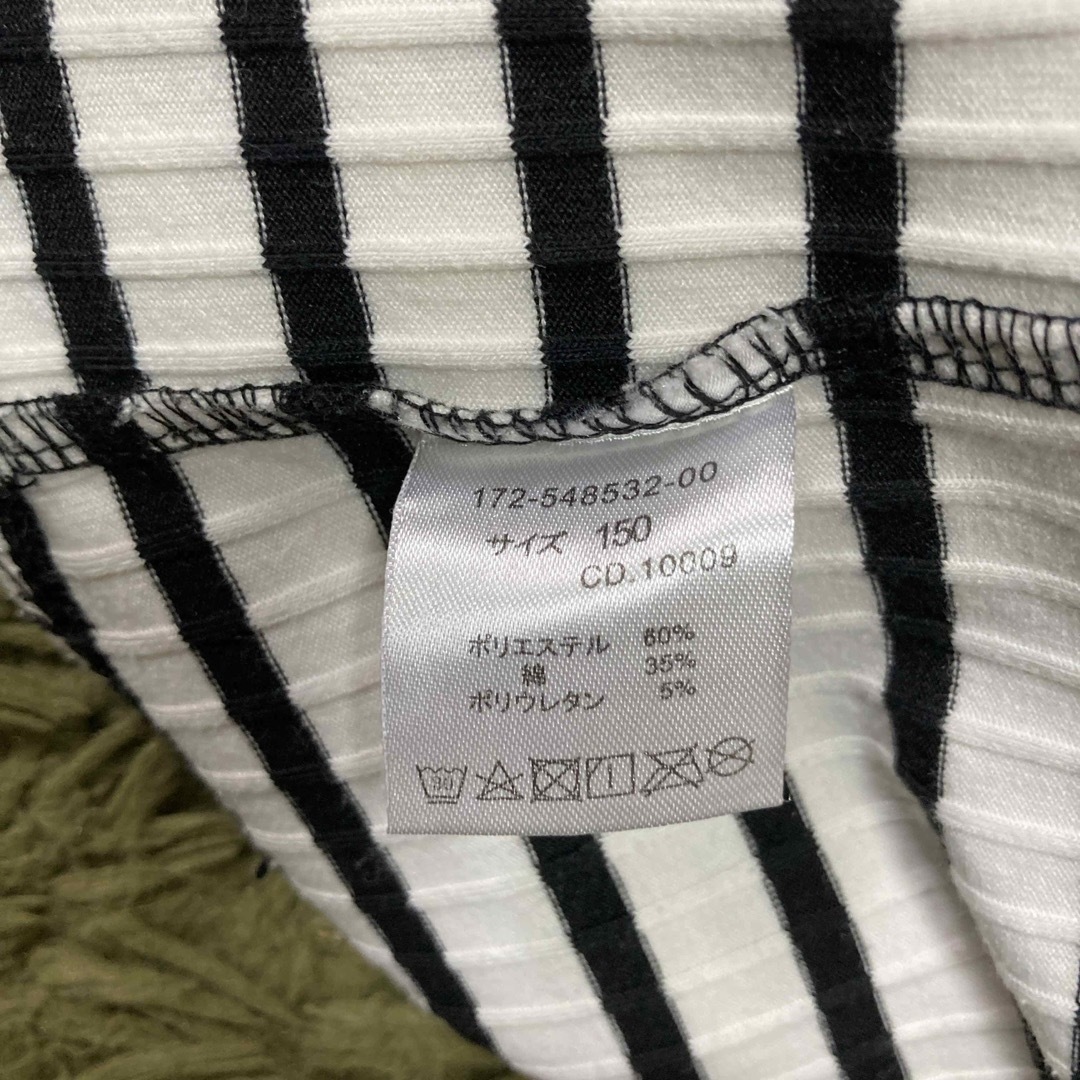 172-548532-00
サイズ 150
CD.10009
ポリエステル 60%
綿 35%
ポリウレタン 5%